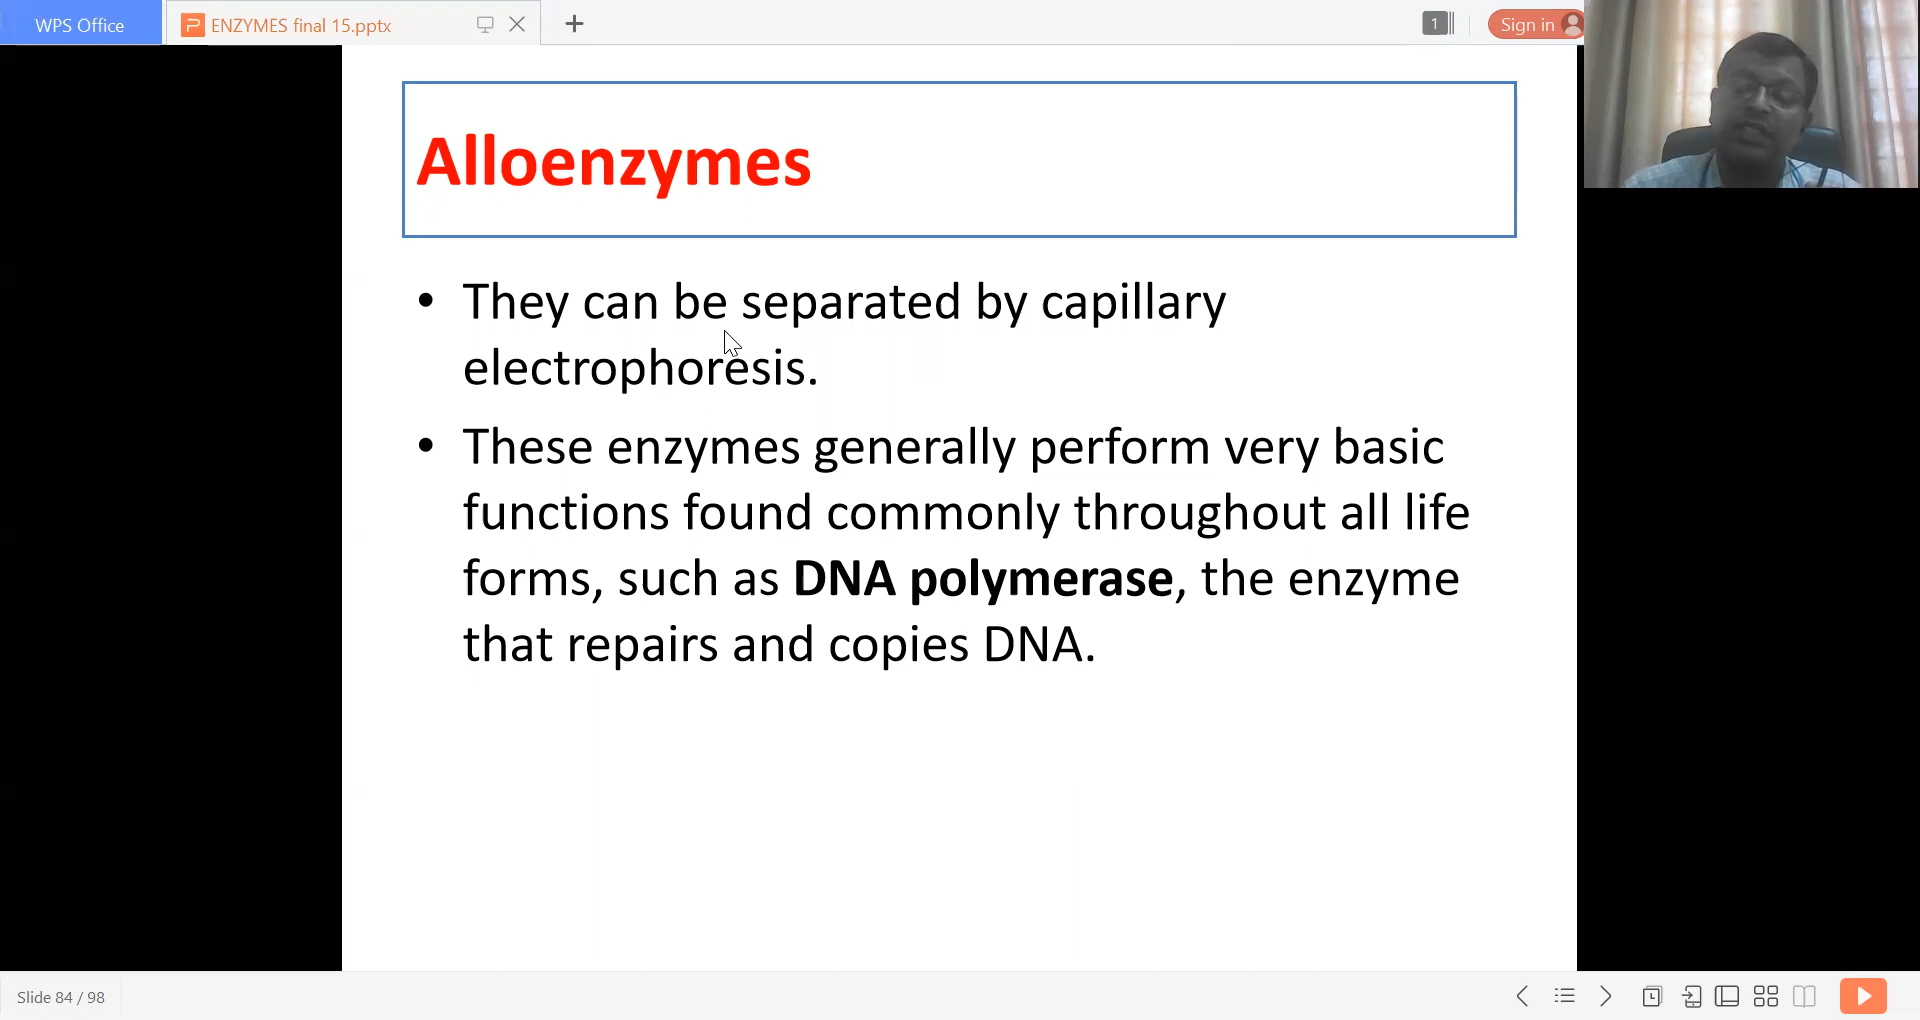 WPS Office
ENZYMES final 15.pptx
1
Sign in
Alloenzymes
• They can be separated by capillary
electrophoresis.
• These enzymes generally perform very basic
functions found commonly throughout all life
forms, such as DNA polymerase, the enzyme
that repairs and copies DNA.
Slide 84 / 98